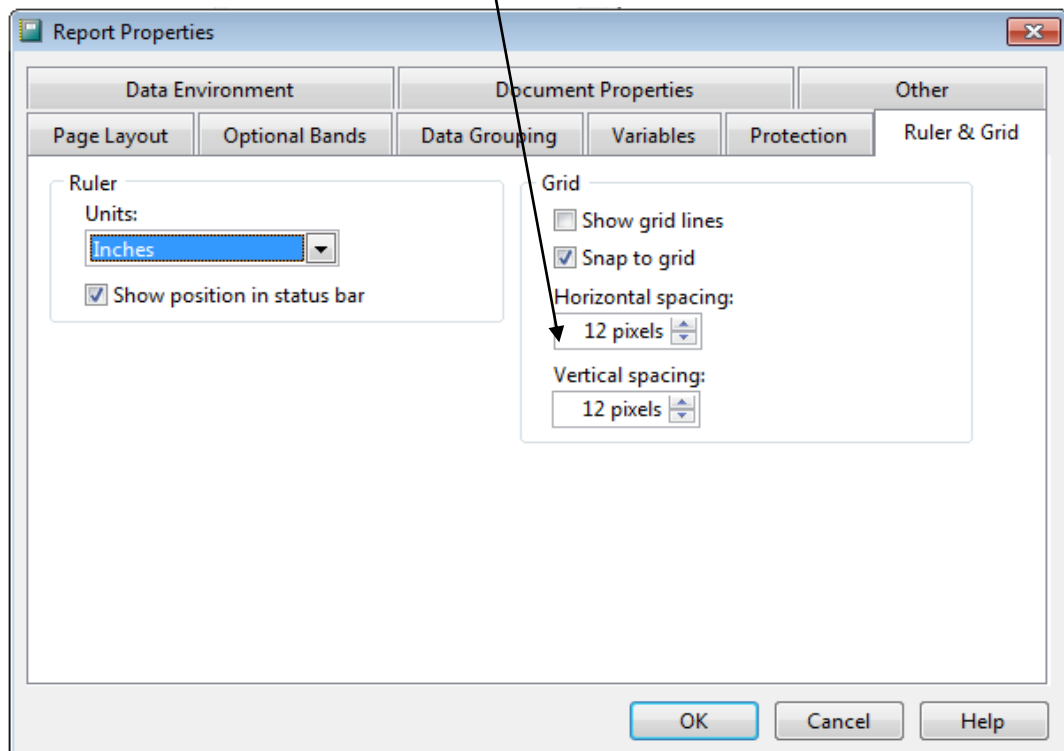 Report Properties
Data Environment
Document Properties
Other
Page Layout
Optional Bands
Data Grouping
Variables
Protection
Ruler & Grid
Ruler
Units:
Inches
Show position in status bar
Grid
Show grid lines
Snap to grid
Horizontal spacing:
12 pixels
Vertical spacing:
12 pixels
OK
Cancel
Help